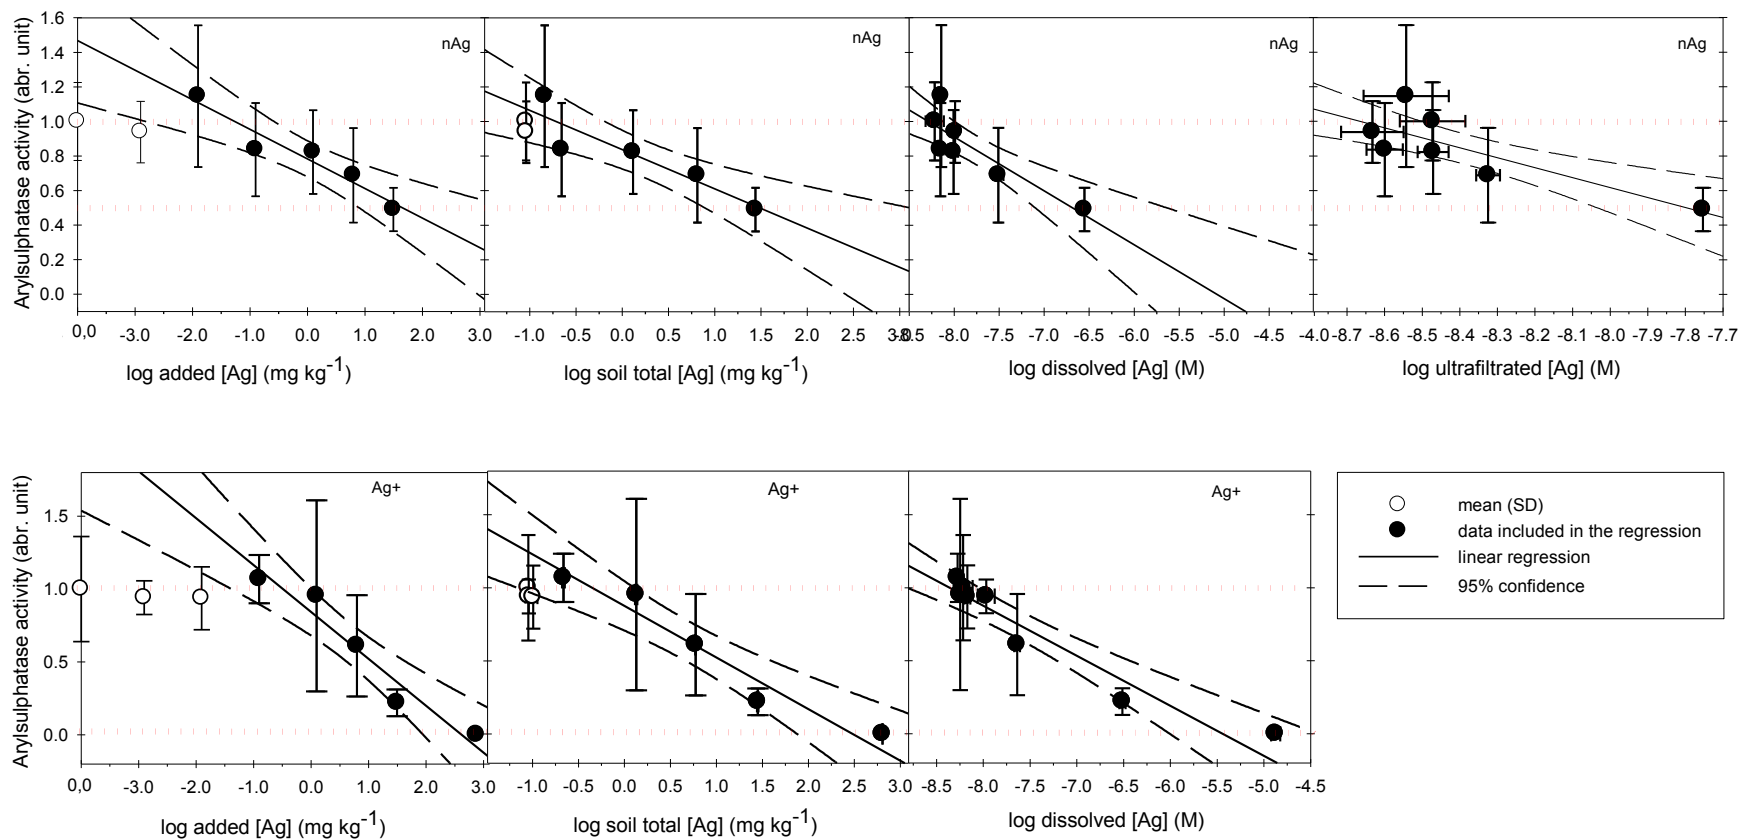 Arylsulphatase activity (abr. unit)
1.6
1.4
1.2
1.0
0.8
0.6
0.4
0.2
0.0
nAg
nAg
nAg
nAg
0,0 -3.0 -2.0 -1.0 0.0 1.0 2.0 3.0
-1.0 -0.5 0.0 0.5 1.0 1.5 2.0 2.5 3.0
-8.0 -7.5 -7.0 -6.5 -6.0 -5.5 -5.0 -4.5
-8.7 -8.6 -8.5 -8.4 -8.3 -8.2 -8.1 -8.0 -7.9 -7.8 -7.7
log added [Ag] (mg kg-1)
log soil total [Ag] (mg kg-1)
log dissolved [Ag] (M)
log ultrafiltrated [Ag] (M)
Arylsulphatase activity (abr. unit)
1.5
1.0
0.5
0.0
Ag+
Ag+
Ag+
0,0 -3.0 -2.0 -1.0 0.0 1.0 2.0 3.0
-1.0 -0.5 0.0 0.5 1.0 1.5 2.0 2.5 3.0
-8.5 -8.0 -7.5 -7.0 -6.5 -6.0 -5.5 -5.0 -4.5
log added [Ag] (mg kg-1)
log soil total [Ag] (mg kg-1)
log dissolved [Ag] (M)
mean (SD)
data included in the regression
linear regression
95% confidence